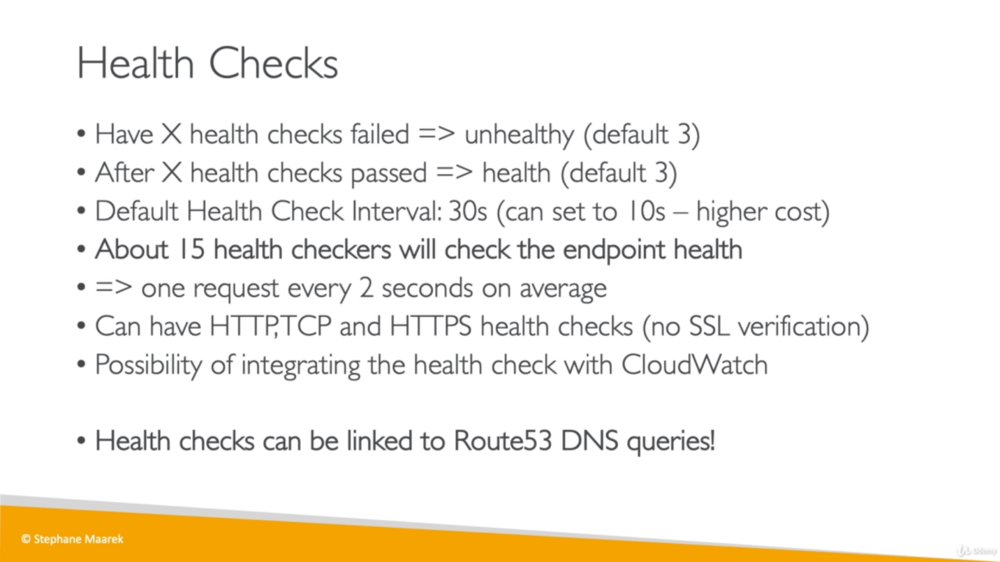 Health Checks
• Have X health checks failed => unhealthy (default 3)
• After X health checks passed => health (default 3)
• Default Health Check Interval: 30s (can set to 10s – higher cost)
• About 15 health checkers will check the endpoint health
• => one request every 2 seconds on average
• Can have HTTP, TCP and HTTPS health checks (no SSL verification)
• Possibility of integrating the health check with CloudWatch
• Health checks can be linked to Route53 DNS queries!
© Stephane Maarek
Udemy